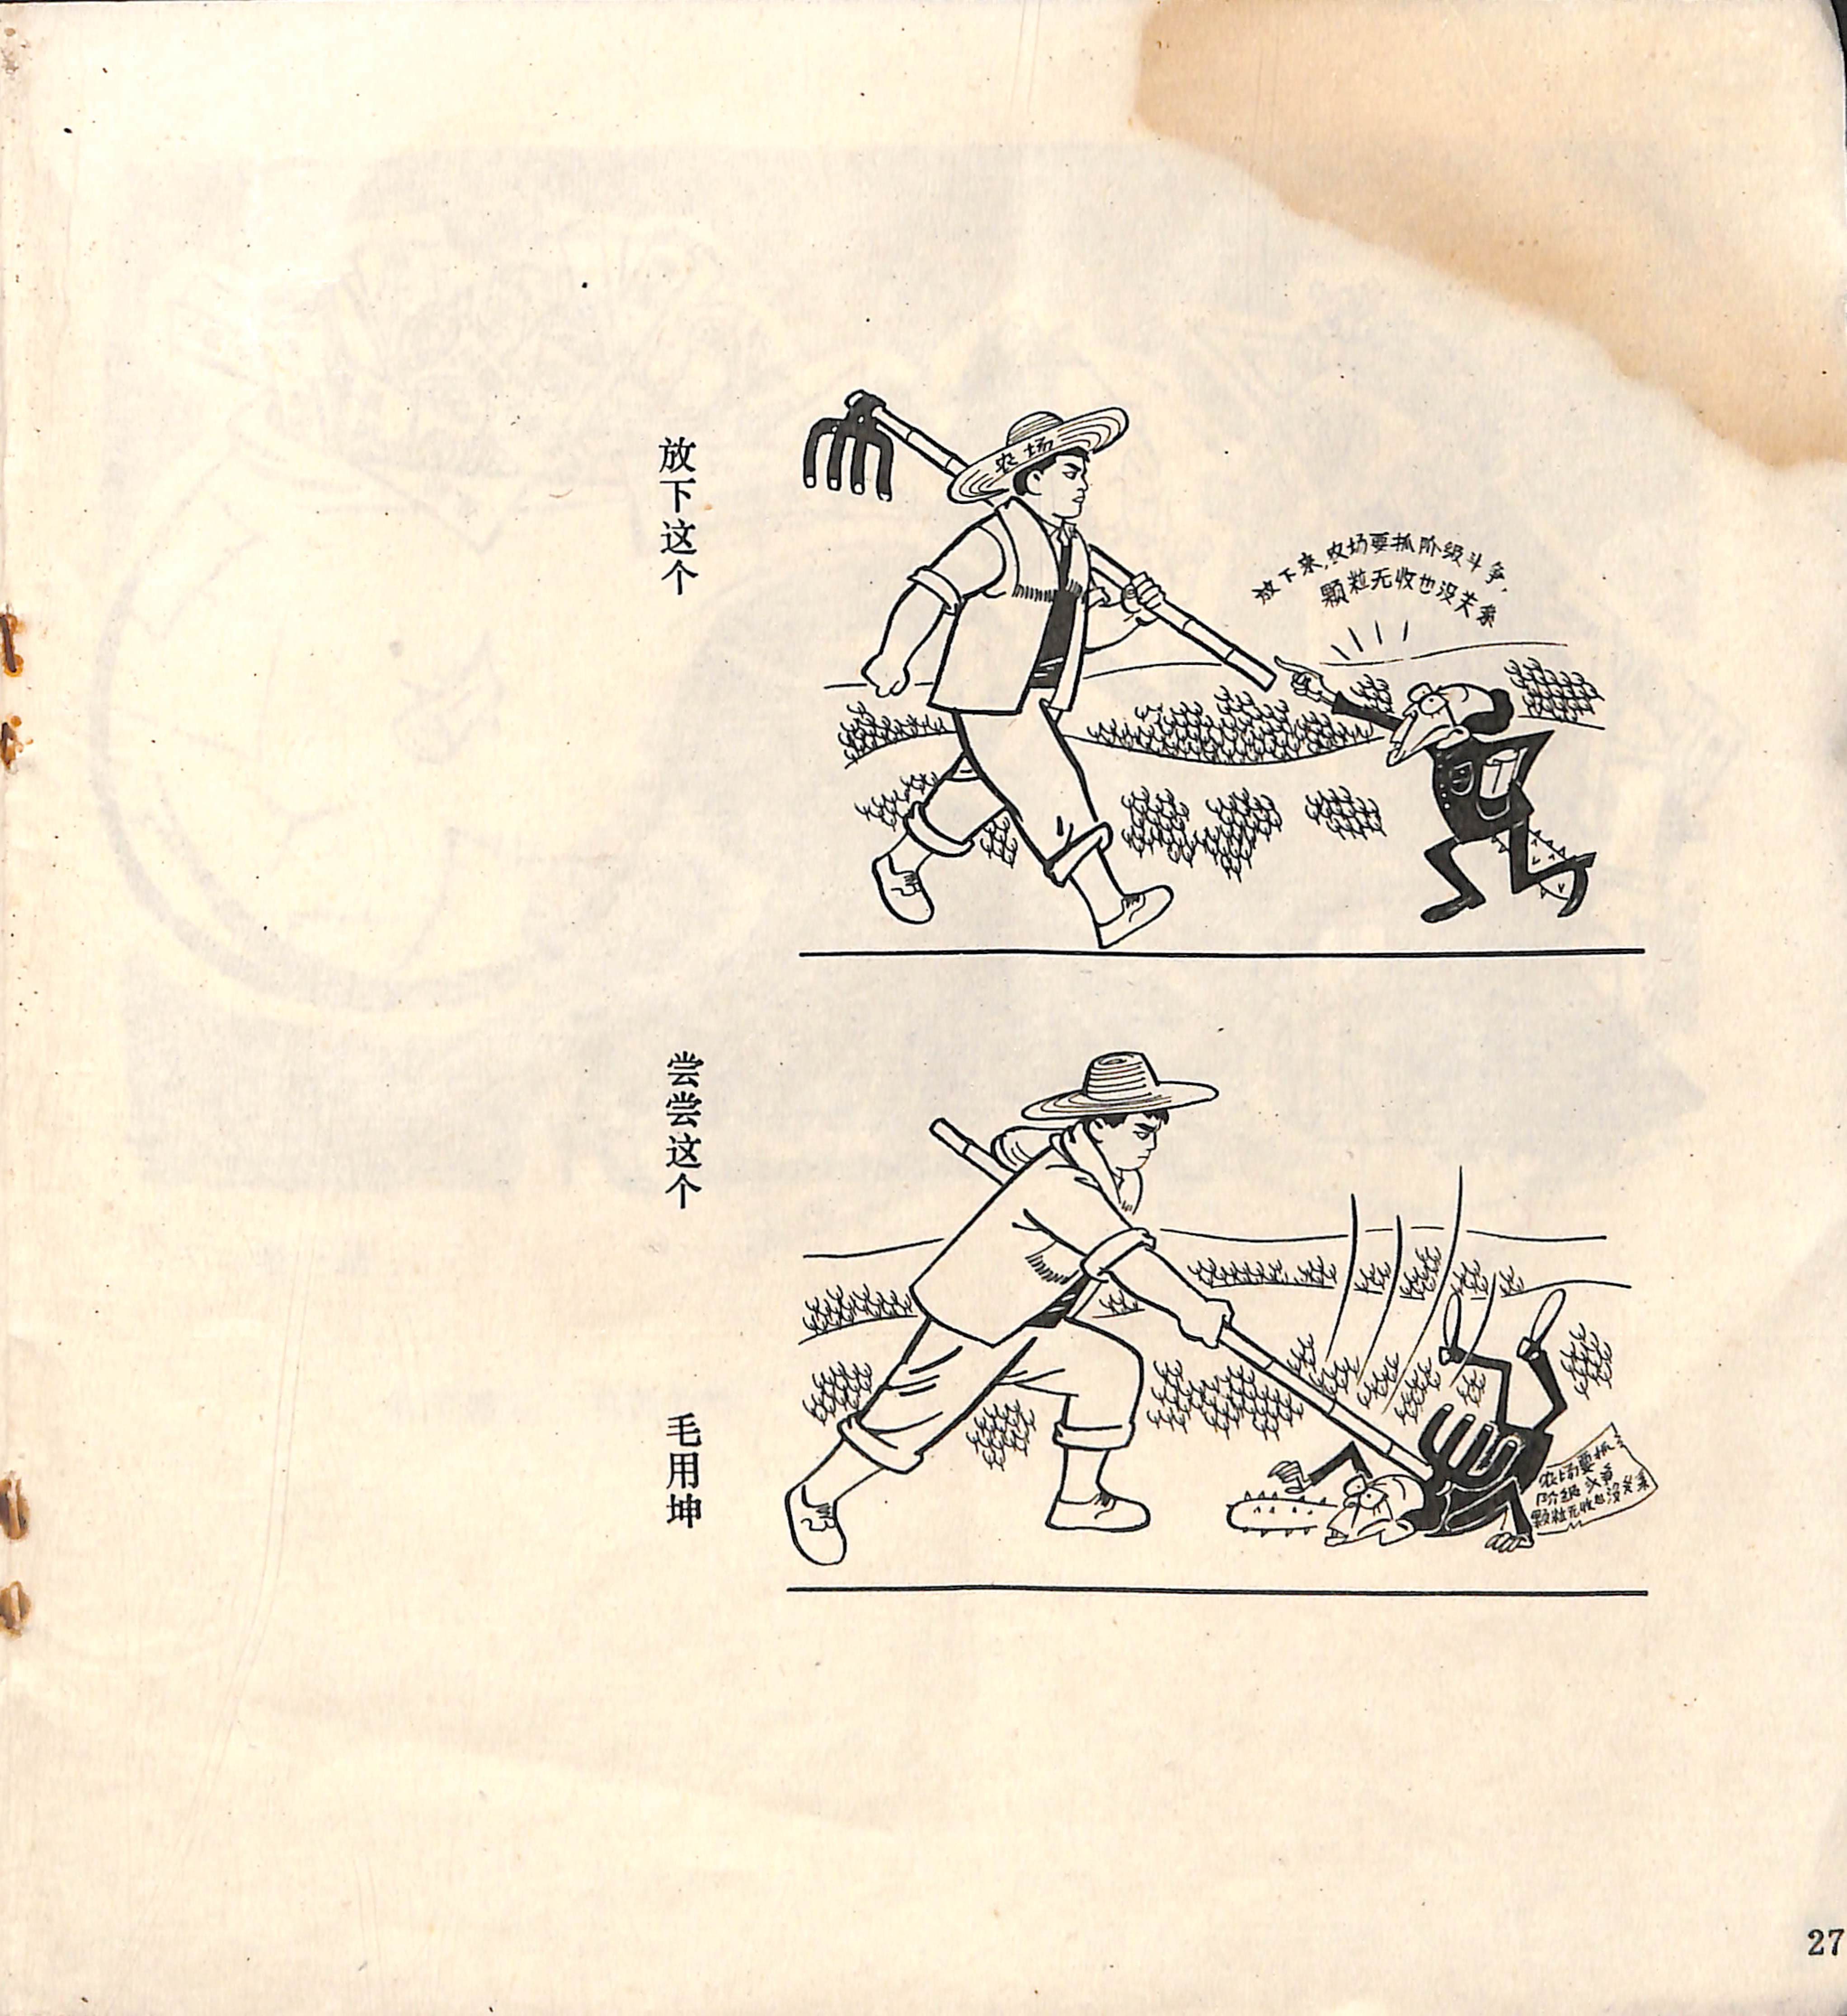 放下这个
农场
放下来,农场要抓阶级斗争,
颗粒无收也没关系
尝尝这个
农场要抓
阶级斗争
颗粒无收也没关系
毛用坤
27